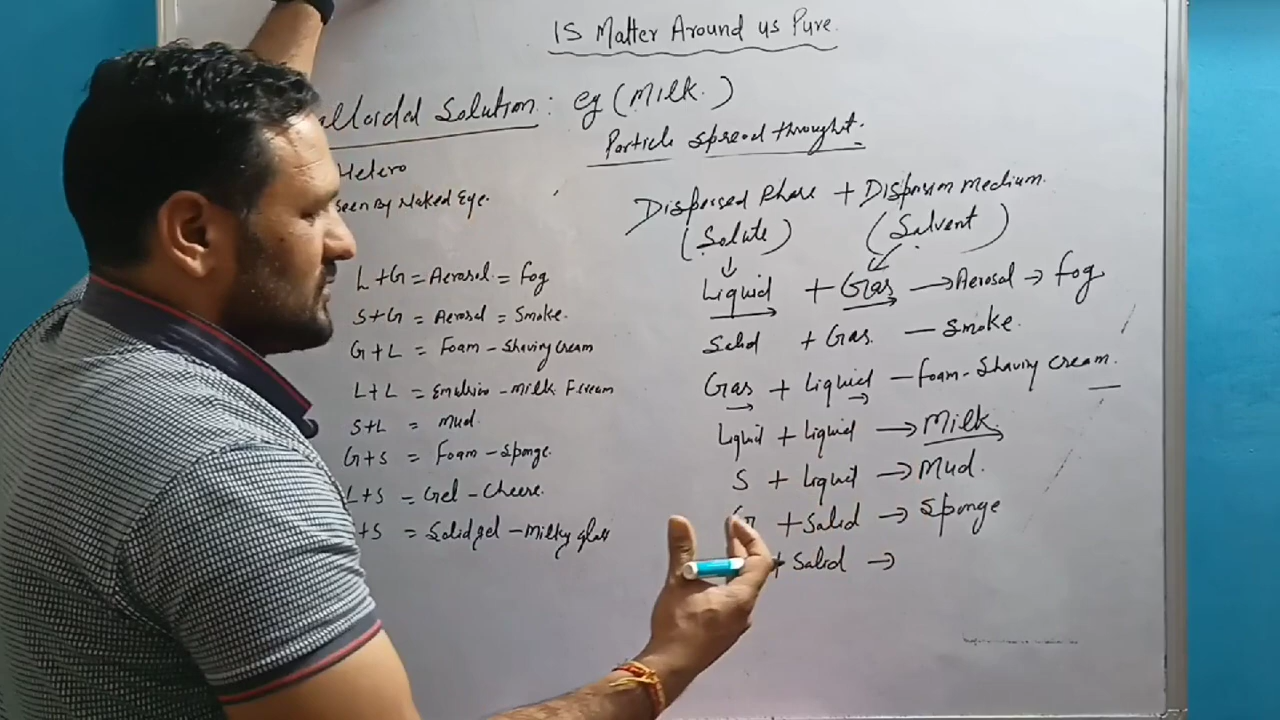 IS Matter Around us Pure.
alloidal Solution: eg (Milk.)
Particle spread throught.
Hetero
seen By Naked Eye.
Dispersed Phase + Dispersion medium.
(Solute) (Salvent)
L+G = Aerosol = Fog
S+G = Aerosol = Smoke.
G+L = Foam - Shaving Cream
L+L = Emulsion - Milk F.cream
S+L = Mud.
G+S = Foam - Sponge.
L+S = Gel - Cheese.
+S = Solid gel - Milky glass
Liquid + Gas → Aerosol → Fog
Solid + Gas. — Smoke.
Gas + Liquid — Foam - Shaving Cream.
Liquid + Liquid → Milk.
S + Liquid → Mud.
+ Solid → Sponge
+ Solid →